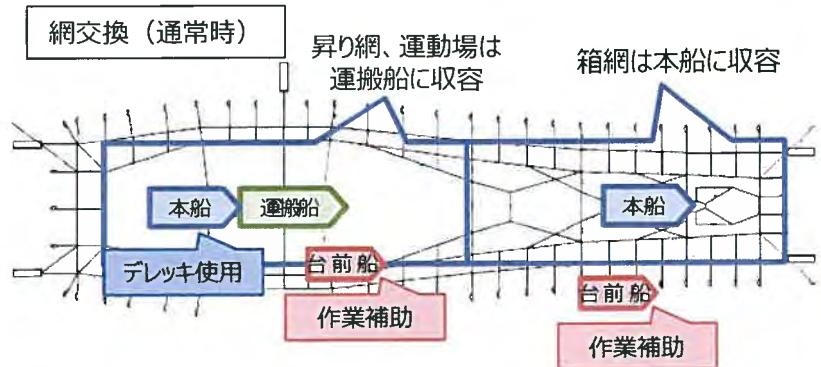 網交換（通常時）
昇り網、運動場は
運搬船に収容
箱網は本船に収容
本船
運搬船
本船
デレッキ使用
台前船
作業補助
台前船
作業補助